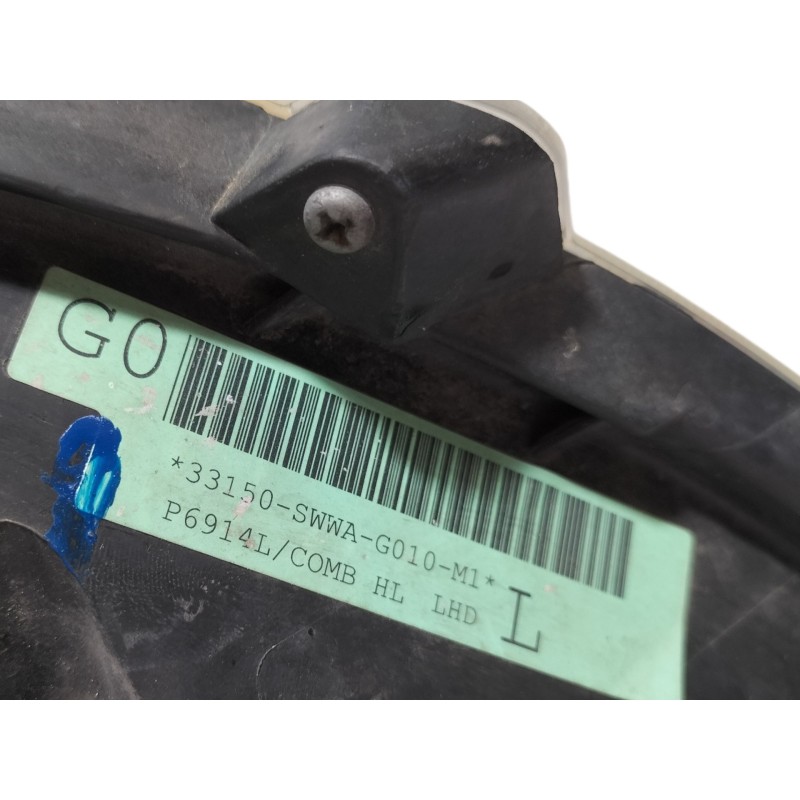 G0
*33150-SWWA-G010-M1*
P6914L/COMB HL LHD L